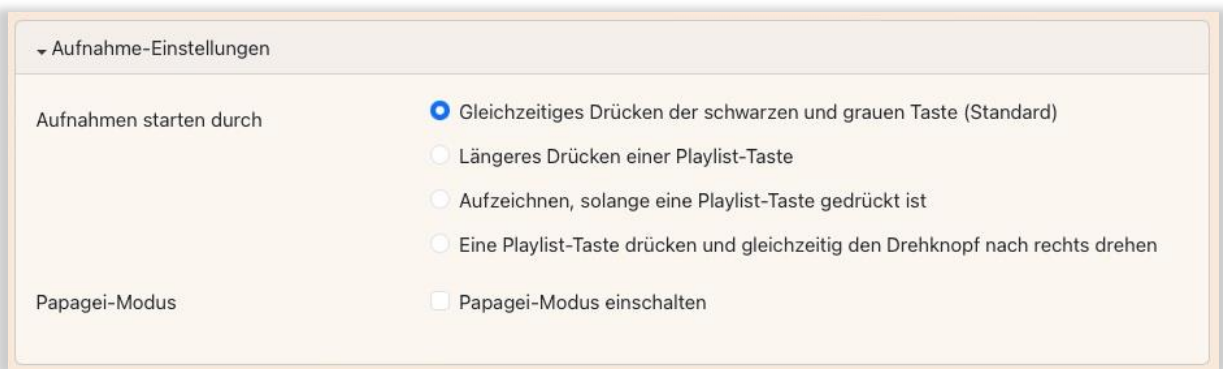 Aufnahme-Einstellungen
Aufnahmen starten durch
Gleichzeitiges Drücken der schwarzen und grauen Taste (Standard)
Längeres Drücken einer Playlist-Taste
Aufzeichnen, solange eine Playlist-Taste gedrückt ist
Eine Playlist-Taste drücken und gleichzeitig den Drehknopf nach rechts drehen
Papagei-Modus
Papagei-Modus einschalten